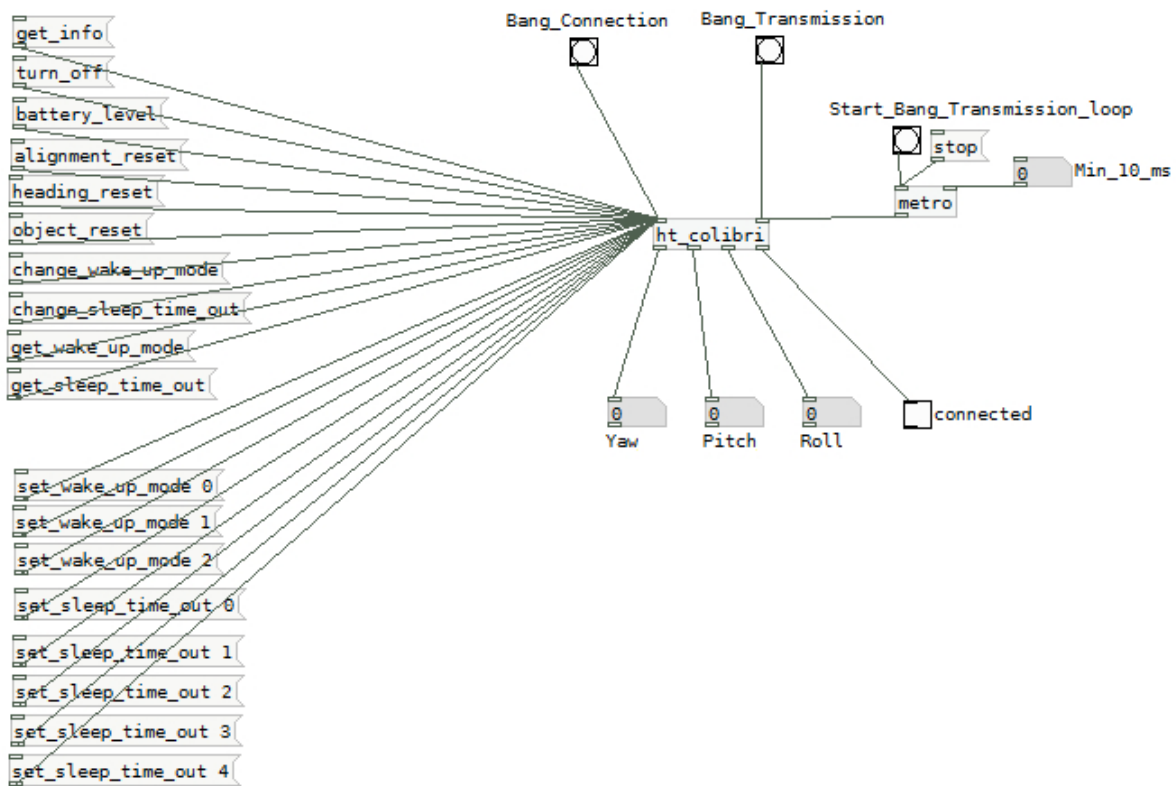 get_info
turn_off
battery_level
alignment_reset
heading_reset
object_reset
change_wake_up_mode
change_sleep_time_out
get_wake_up_mode
get_sleep_time_out
set_wake_up_mode 0
set_wake_up_mode 1
set_wake_up_mode 2
set_sleep_time_out 0
set_sleep_time_out 1
set_sleep_time_out 2
set_sleep_time_out 3
set_sleep_time_out 4
Bang_Connection
Bang_Transmission
Start_Bang_Transmission_loop
stop
0
Min_10_ms
metro
ht_colibri
0
Yaw
0
Pitch
0
Roll
connected